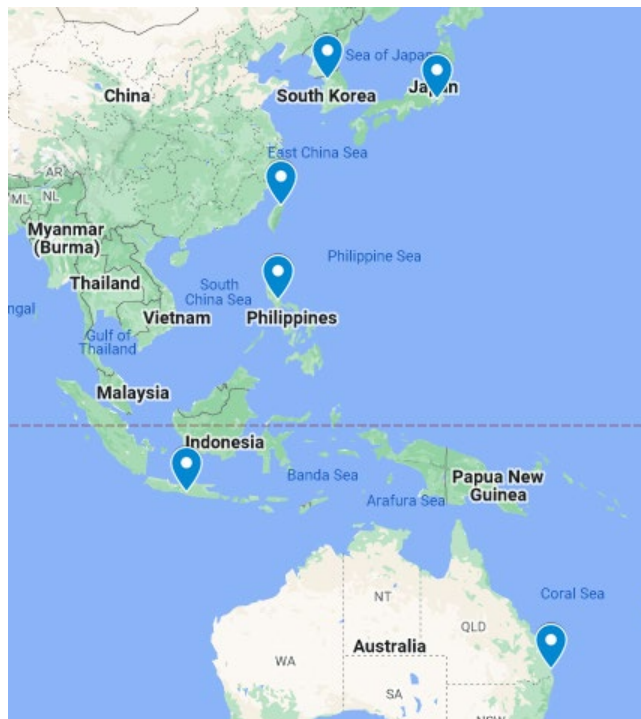 Sea of Japan
China
South Korea
Japan
East China Sea
AR
ML
NL
Myanmar
(Burma)
Philippine Sea
Thailand
South
China Sea
ngal
Vietnam
Philippines
Gulf of
Thailand
Malaysia
Indonesia
Banda Sea
Papua New
Guinea
Arafura Sea
Coral Sea
NT
QLD
Australia
WA
SA
NSW